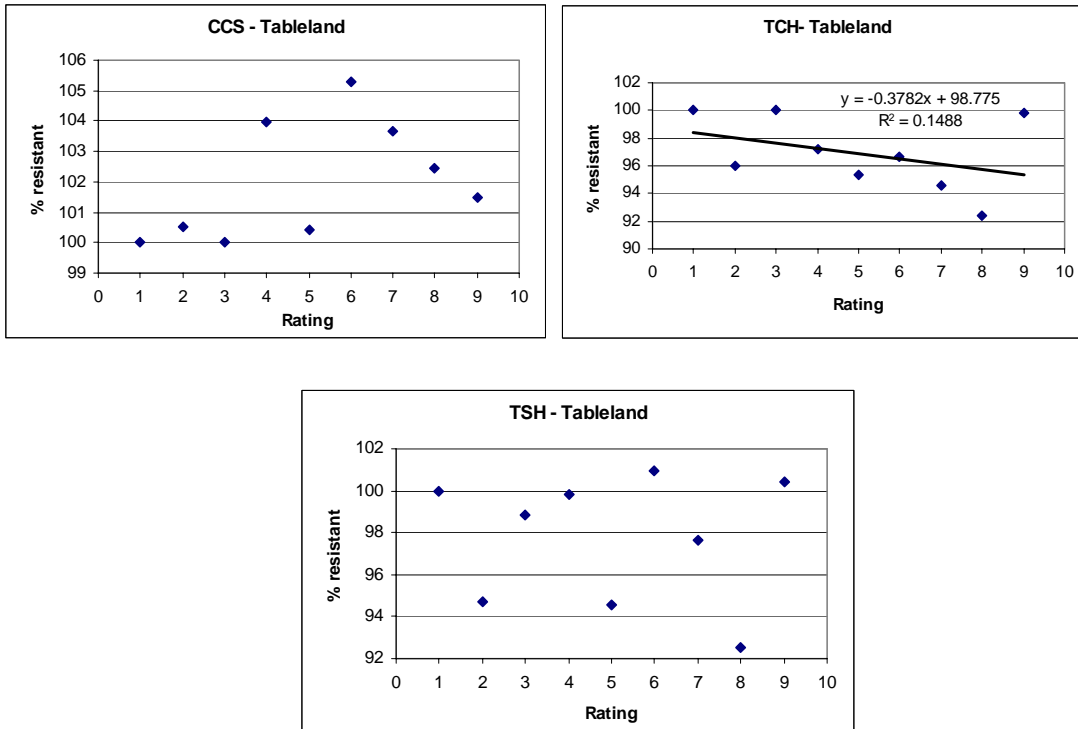 CCS - Tableland
106
105
104
103
102
101
100
99
% resistant
0 1 2 3 4 5 6 7 8 9 10
Rating
TCH- Tableland
y = -0.3782x + 98.775
R² = 0.1488
102
100
98
96
94
92
90
% resistant
0 1 2 3 4 5 6 7 8 9 10
Rating
TSH - Tableland
102
100
98
96
94
92
% resistant
0 1 2 3 4 5 6 7 8 9 10
Rating